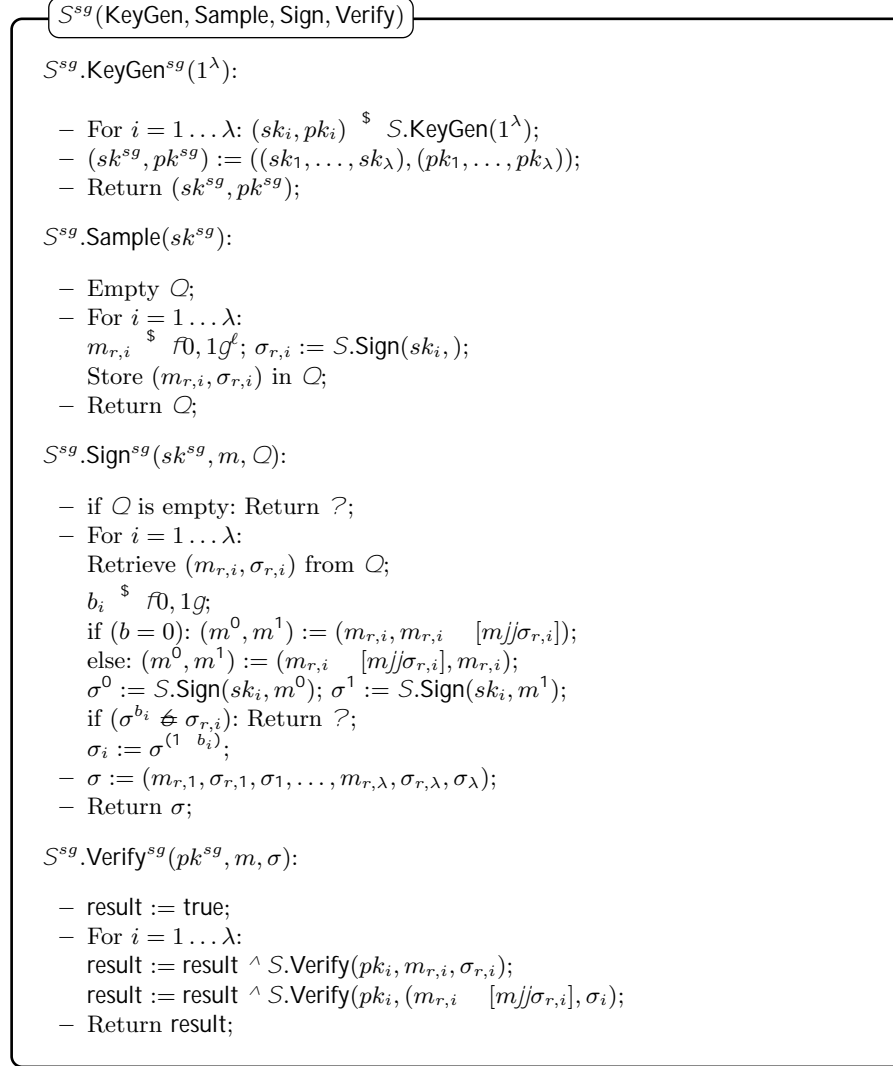 S^{sg}(KeyGen, Sample, Sign, Verify)
S^{sg}.KeyGen^{sg}(1^λ):
– For i = 1 . . . λ: (sk_i, pk_i) $ S.KeyGen(1^λ);
– (sk^{sg}, pk^{sg}) := ((sk_1, . . . , sk_λ), (pk_1, . . . , pk_λ));
– Return (sk^{sg}, pk^{sg});
S^{sg}.Sample(sk^{sg}):
– Empty Q;
– For i = 1 . . . λ:
m_{r,i} $ f0, 1g^ℓ; σ_{r,i} := S.Sign(sk_i, );
Store (m_{r,i}, σ_{r,i}) in Q;
– Return Q;
S^{sg}.Sign^{sg}(sk^{sg}, m, Q):
– if Q is empty: Return ?;
– For i = 1 . . . λ:
Retrieve (m_{r,i}, σ_{r,i}) from Q;
b_i $ f0, 1g;
if (b = 0): (m^0, m^1) := (m_{r,i}, m_{r,i} [mjjσ_{r,i}]);
else: (m^0, m^1) := (m_{r,i} [mjjσ_{r,i}], m_{r,i});
σ^0 := S.Sign(sk_i, m^0); σ^1 := S.Sign(sk_i, m^1);
if (σ^{b_i} ≠ σ_{r,i}): Return ?;
σ_i := σ^{(1 b_i)};
– σ := (m_{r,1}, σ_{r,1}, σ_1, . . . , m_{r,λ}, σ_{r,λ}, σ_λ);
– Return σ;
S^{sg}.Verify^{sg}(pk^{sg}, m, σ):
– result := true;
– For i = 1 . . . λ:
result := result ^ S.Verify(pk_i, m_{r,i}, σ_{r,i});
result := result ^ S.Verify(pk_i, (m_{r,i} [mjjσ_{r,i}], σ_i);
– Return result;